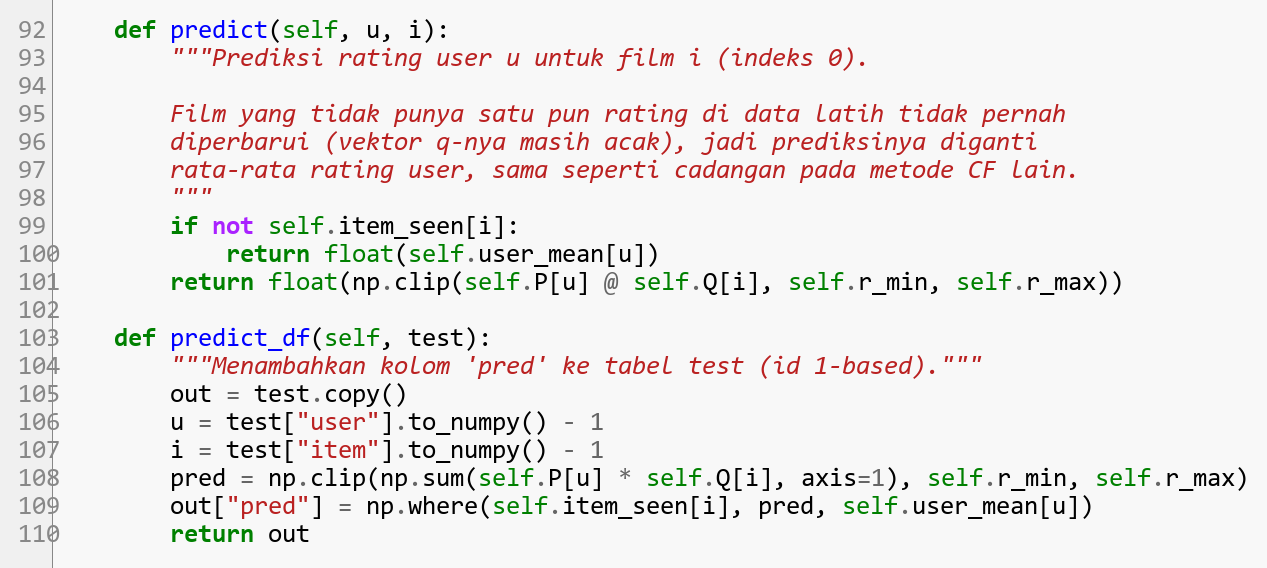 92     def predict(self, u, i):
93         """Prediksi rating user u untuk film i (indeks 0).
94
95         Film yang tidak punya satu pun rating di data latih tidak pernah
96         diperbarui (vektor q-nya masih acak), jadi prediksinya diganti
97         rata-rata rating user, sama seperti cadangan pada metode CF lain.
98         """
99         if not self.item_seen[i]:
100             return float(self.user_mean[u])
101         return float(np.clip(self.P[u] @ self.Q[i], self.r_min, self.r_max))
102
103     def predict_df(self, test):
104         """Menambahkan kolom 'pred' ke tabel test (id 1-based)."""
105         out = test.copy()
106         u = test["user"].to_numpy() - 1
107         i = test["item"].to_numpy() - 1
108         pred = np.clip(np.sum(self.P[u] * self.Q[i], axis=1), self.r_min, self.r_max)
109         out["pred"] = np.where(self.item_seen[i], pred, self.user_mean[u])
110         return out